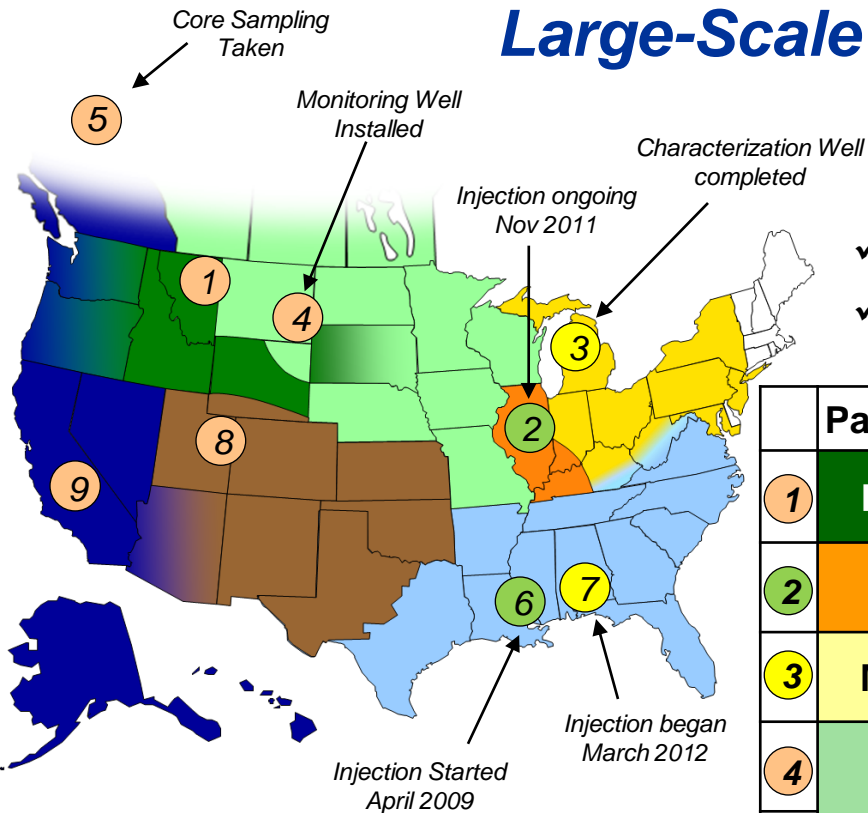 Large-Scale
Core Sampling
Taken
5
Monitoring Well
Installed
Characterization Well
completed
Injection ongoing
Nov 2011
✓
✓
1
4
3
2
8
9
6
7
Injection Started
April 2009
Injection began
March 2012
Pa
1
2
3
4